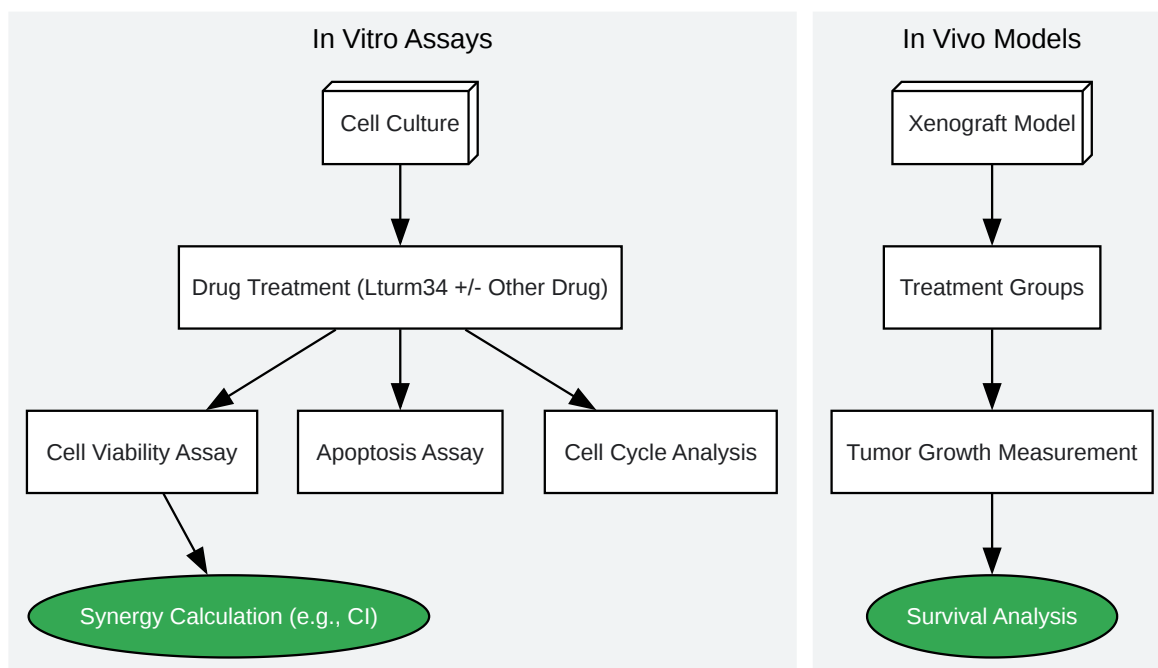 In Vitro Assays
Cell Culture
Drug Treatment (Lturm34 +/- Other Drug)
Cell Viability Assay
Apoptosis Assay
Cell Cycle Analysis
Synergy Calculation (e.g., CI)
In Vivo Models
Xenograft Model
Treatment Groups
Tumor Growth Measurement
Survival Analysis